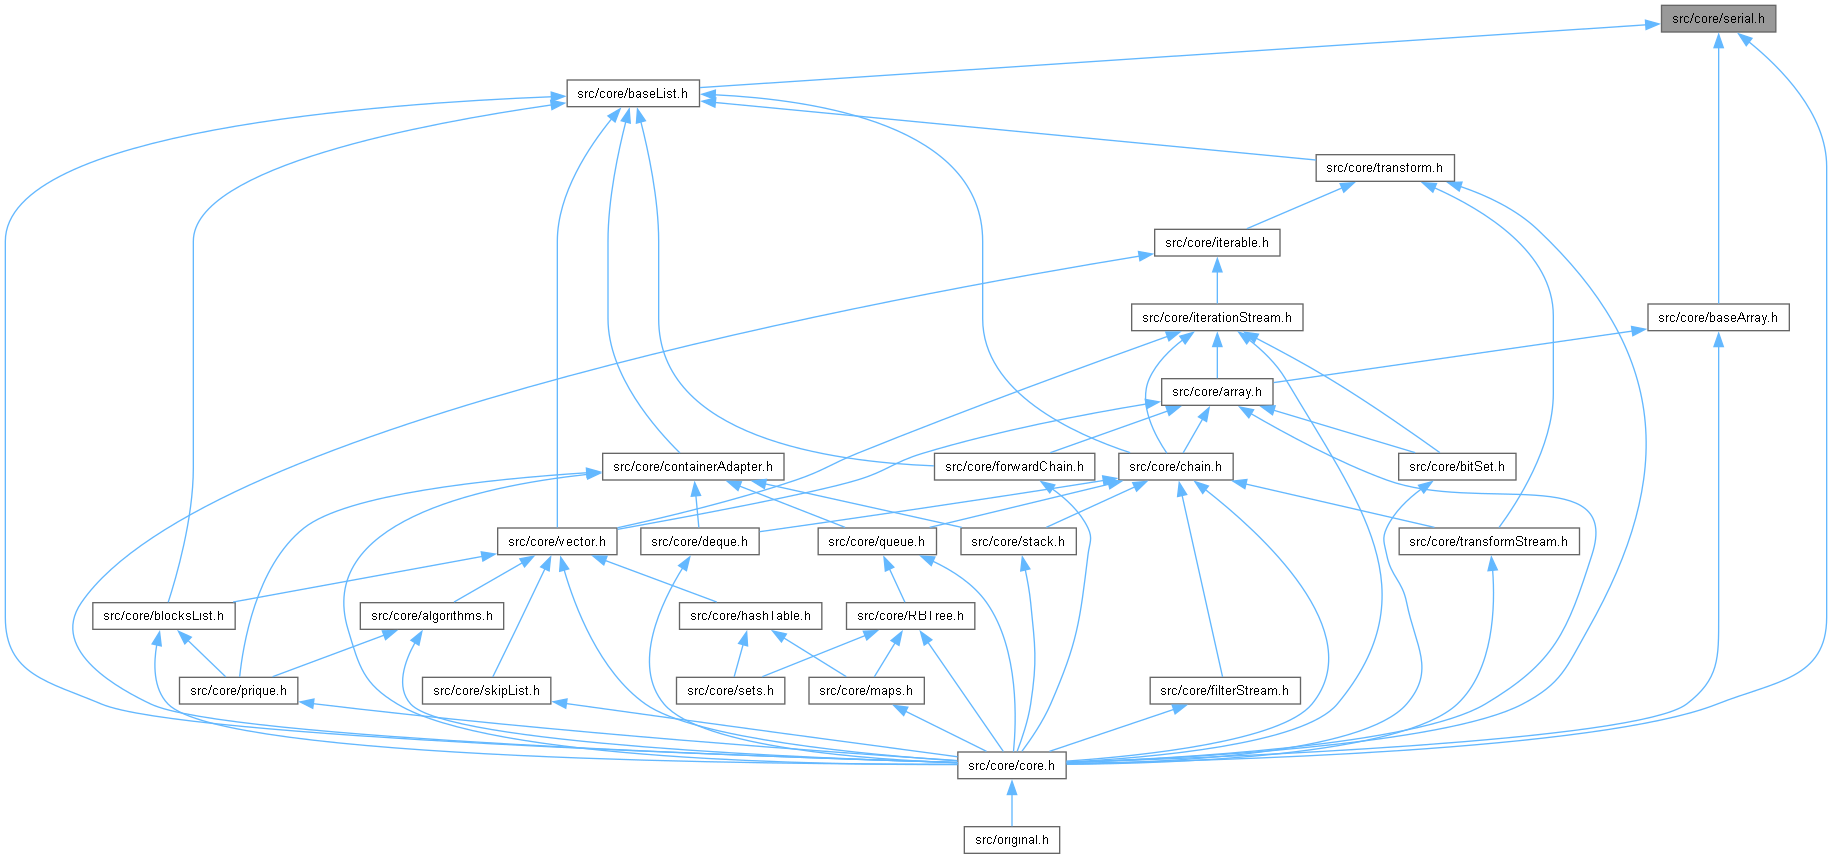 src/core/serial.h
src/core/baseList.h
src/core/transform.h
src/core/iterable.h
src/core/iterationStream.h
src/core/baseArray.h
src/core/array.h
src/core/containerAdapter.h
src/core/forwardChain.h
src/core/chain.h
src/core/bitSet.h
src/core/vector.h
src/core/deque.h
src/core/queue.h
src/core/stack.h
src/core/transformStream.h
src/core/blocksList.h
src/core/algorithms.h
src/core/hashTable.h
src/core/RBTree.h
src/core/prique.h
src/core/skipList.h
src/core/sets.h
src/core/maps.h
src/core/filterStream.h
src/core/core.h
src/original.h